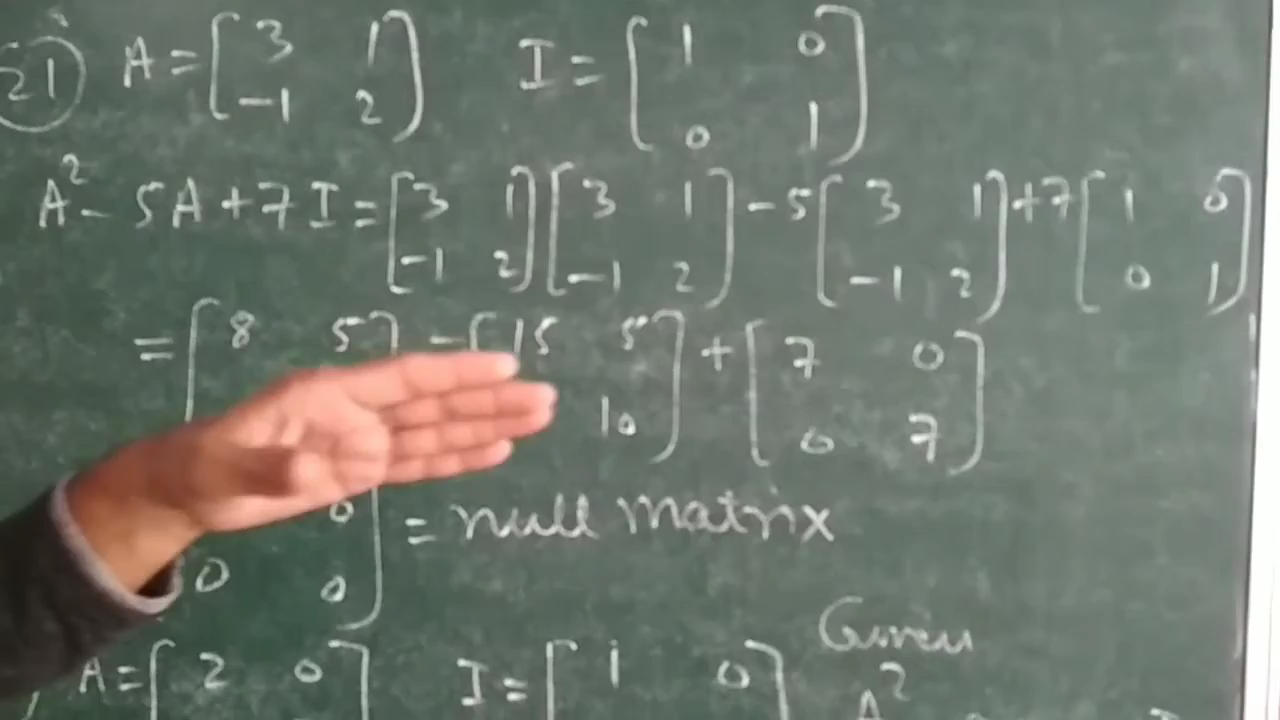 21 A = [ 3 1 I = [ 1 0
-1 2 ] 0 1 ]
A² - 5A + 7I = [ 3 1 ] [ 3 1 ] - 5 [ 3 1 ] + 7 [ 1 0
-1 2 ] [ -1 2 ] [ -1 2 ] [ 0 1 ]
= [ 8 5 ] - [ 15 5 ] + [ 7 0 ]
10 ] [ 0 7 ]
0 ] = null matrix
0 0 ]
Given
A = [ 2 0 ] I = [ 1 0 ] A²